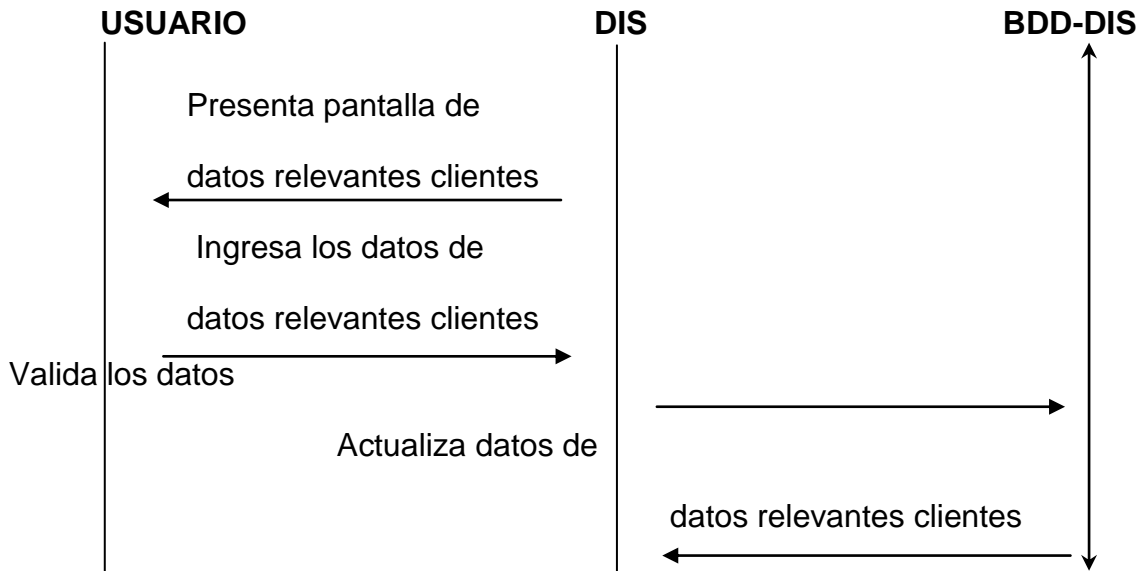 USUARIO DIS BDD-DIS
Presenta pantalla de
datos relevantes clientes
Ingresa los datos de
datos relevantes clientes
Valida los datos
Actualiza datos de
datos relevantes clientes